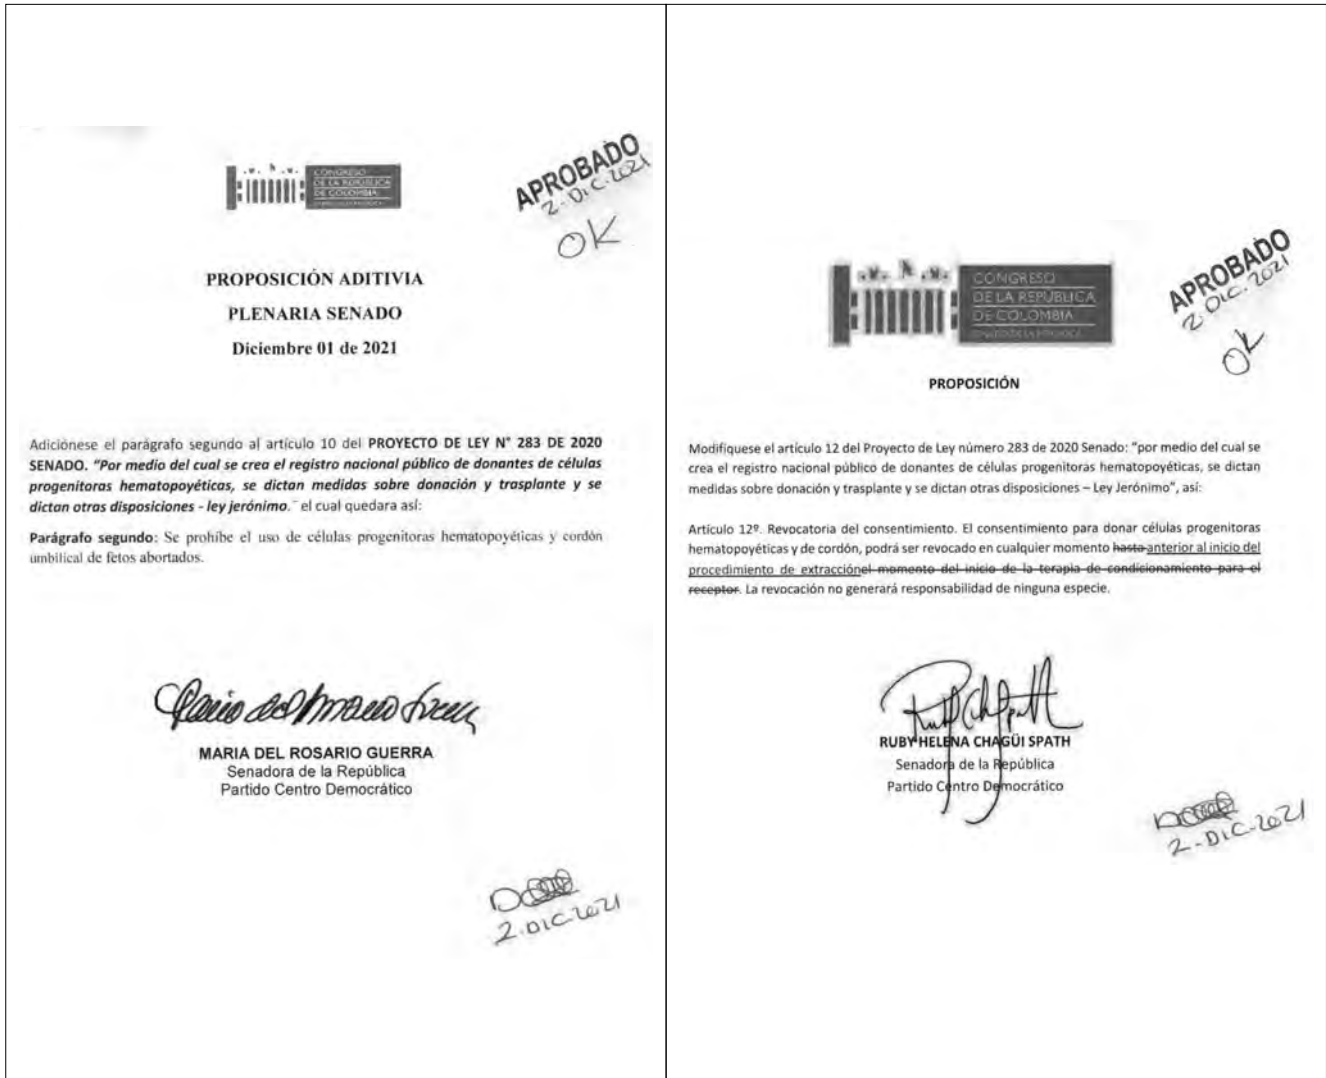 CONGRESO
DE LA REPÚBLICA
DE COLOMBIA
APROBADO
2-DIC-2021
OK
PROPOSICIÓN ADITIVIA
PLENARIA SENADO
Diciembre 01 de 2021
Adiciónese el parágrafo segundo al artículo 10 del PROYECTO DE LEY N° 283 DE 2020
SENADO. "Por medio del cual se crea el registro nacional público de donantes de células
progenitoras hematopoyéticas, se dictan medidas sobre donación y trasplante y se
dictan otras disposiciones - ley jerónimo." el cual quedara así:
Parágrafo segundo: Se prohíbe el uso de células progenitoras hematopoyéticas y cordón
umbilical de fetos abortados.
MARIA DEL ROSARIO GUERRA
Senadora de la República
Partido Centro Democrático
2-DIC-2021
CONGRESO
DE LA REPÚBLICA
DE COLOMBIA
APROBADO
2-DIC-2021
OK
PROPOSICIÓN
Modifíquese el artículo 12 del Proyecto de Ley número 283 de 2020 Senado: "por medio del cual se
crea el registro nacional público de donantes de células progenitoras hematopoyéticas, se dictan
medidas sobre donación y trasplante y se dictan otras disposiciones – Ley Jerónimo", así:
Artículo 12º. Revocatoria del consentimiento. El consentimiento para donar células progenitoras
hematopoyéticas y de cordón, podrá ser revocado en cualquier momento hasta anterior al inicio del
procedimiento de extracciónel momento del inicio de la terapia de condicionamiento para el
receptor. La revocación no generará responsabilidad de ninguna especie.
RUBY HELENA CHAGÜI SPATH
Senadora de la República
Partido Centro Democrático
2-DIC-2021